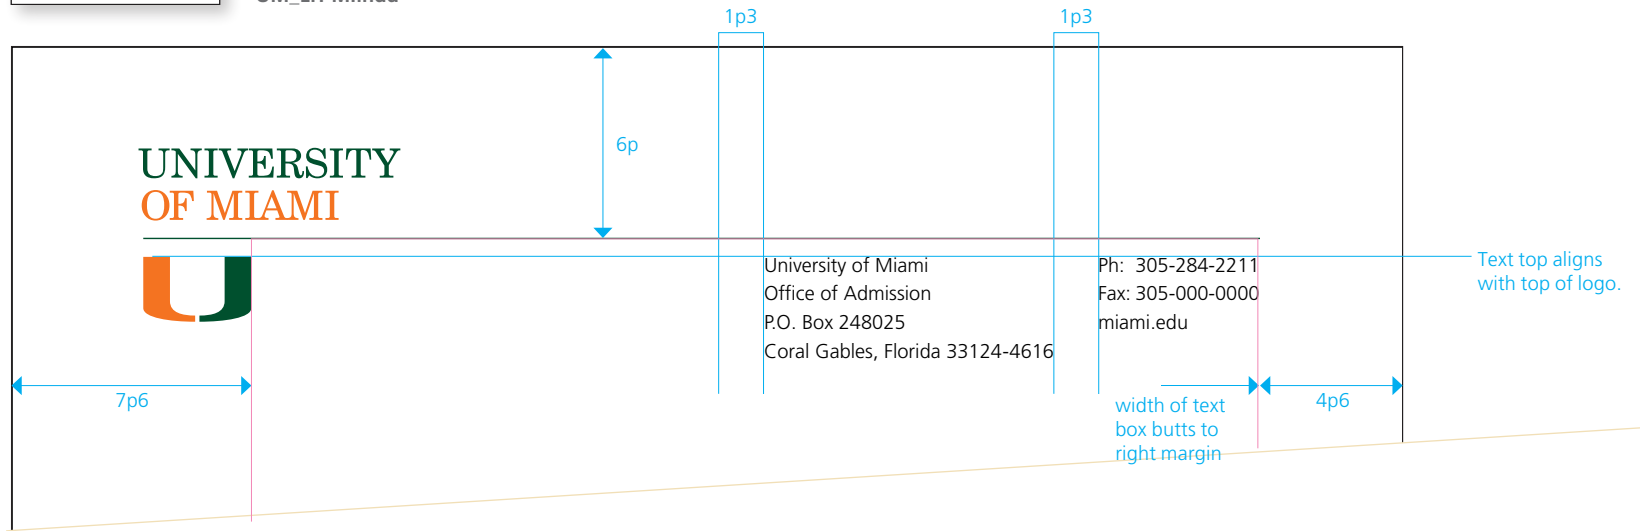 1p3
1p3
6p
UNIVERSITY
OF MIAMI
University of Miami
Office of Admission
P.O. Box 248025
Coral Gables, Florida 33124-4616
Ph: 305-284-2211
Fax: 305-000-0000
miami.edu
Text top aligns
with top of logo.
7p6
width of text
box butts to
right margin
4p6